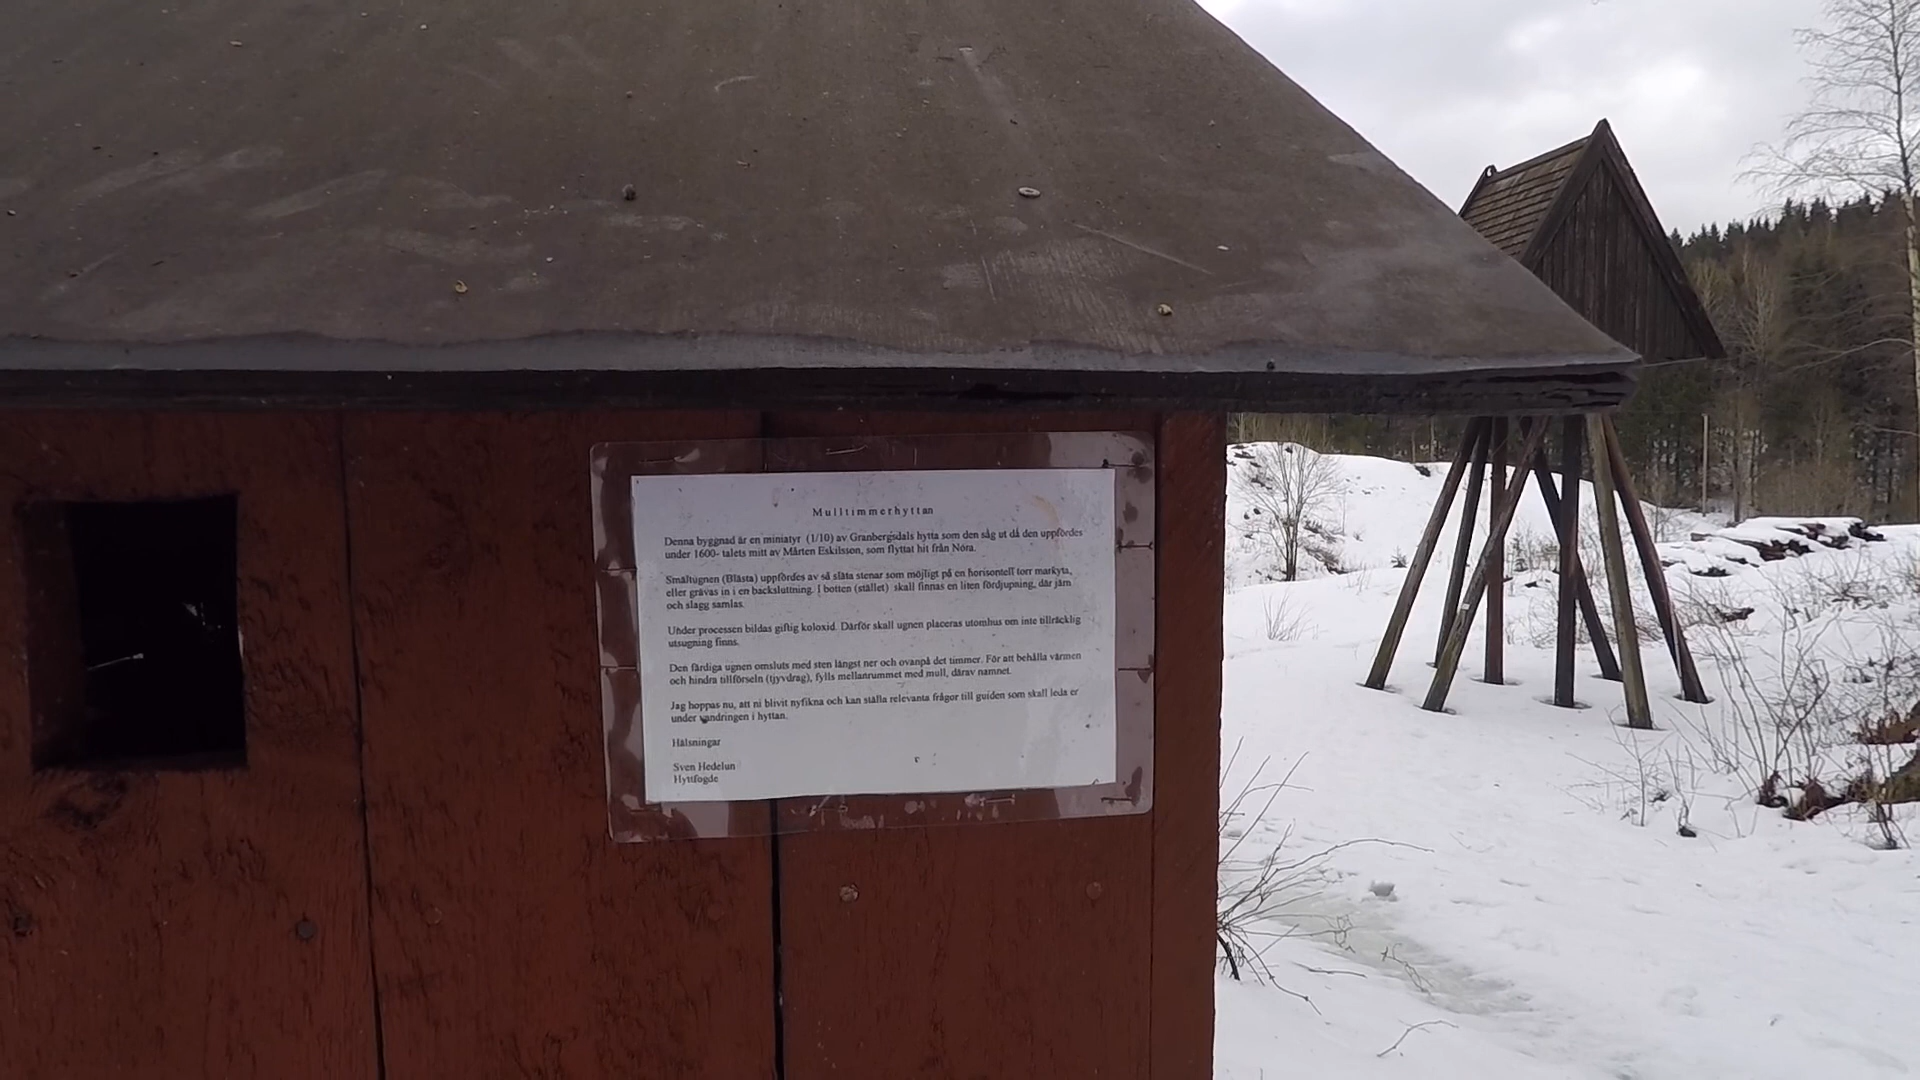 Mulltimmerhyttan
Denna byggnad är en miniatyr (1/10) av Granbergsdals hytta som den såg ut då den uppfördes
under 1600- talets mitt av Mårten Eskilsson, som flyttat hit från Nora.
Smältugnen (Blåsta) uppfördes av så släta stenar som möjligt på en horisontell torr markyta,
eller grävas in i en backsluttning. I botten (stället) skall finnas en liten fördjupning, där järn
och slagg samlas.
Under processen bildas giftig koloxid. Därför skall ugnen placeras utomhus om inte tillräcklig
utsugning finns.
Den färdiga ugnen omsluts med sten längst ner och ovanpå det timmer. För att behålla värmen
och hindra tillförseln (tjyvdrag), fylls mellanrummet med mull, därav namnet.
Jag hoppas nu, att ni blivit nyfikna och kan ställa relevanta frågor till guiden som skall leda er
under vandringen i hyttan.
Hälsningar
Sven Hedelun
Hyttfogde